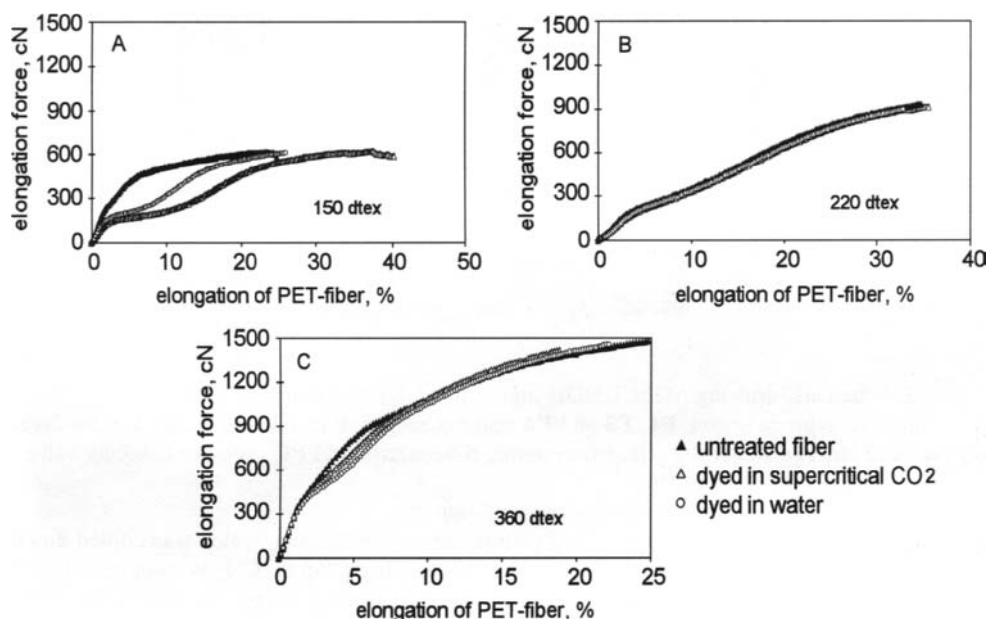 A
elongation force, cN
1500
1200
900
600
300
0
0 10 20 30 40 50
150 dtex
elongation of PET-fiber, %
B
elongation force, cN
1500
1200
900
600
300
0
0 10 20 30 40
220 dtex
elongation of PET-fiber, %
C
elongation force, cN
1500
1200
900
600
300
0
0 5 10 15 20 25
360 dtex
elongation of PET-fiber, %
▲ untreated fiber
△ dyed in supercritical CO2
○ dyed in water